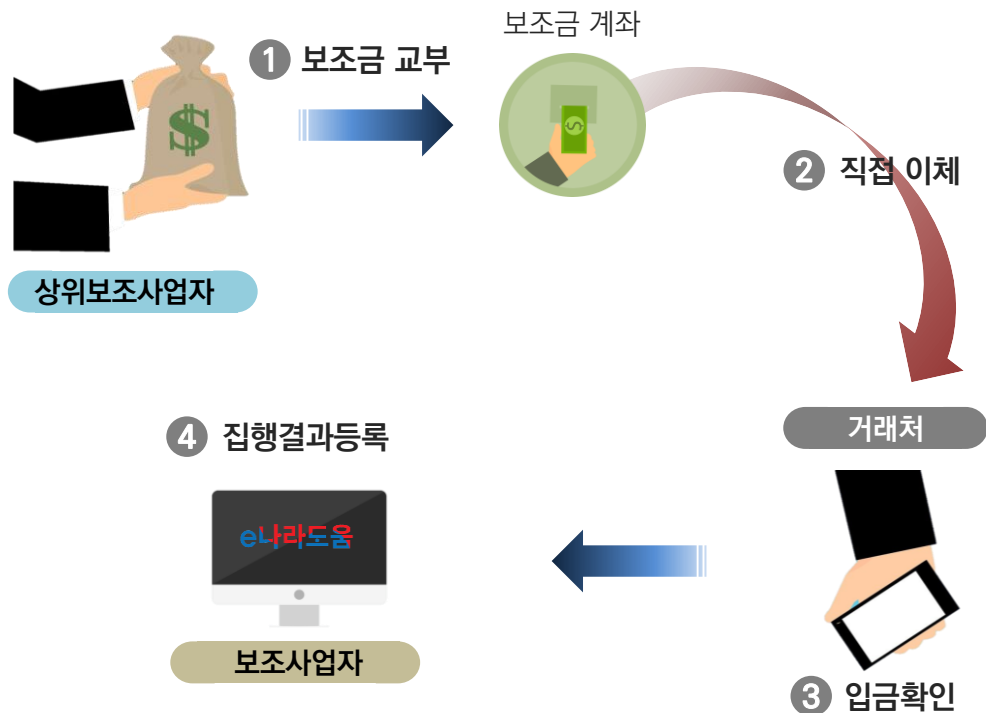 보조금 계좌
1 보조금 교부
$
2 직접 이체
상위보조사업자
거래처
4 집행결과등록
e나라도움
보조사업자
3 입금확인